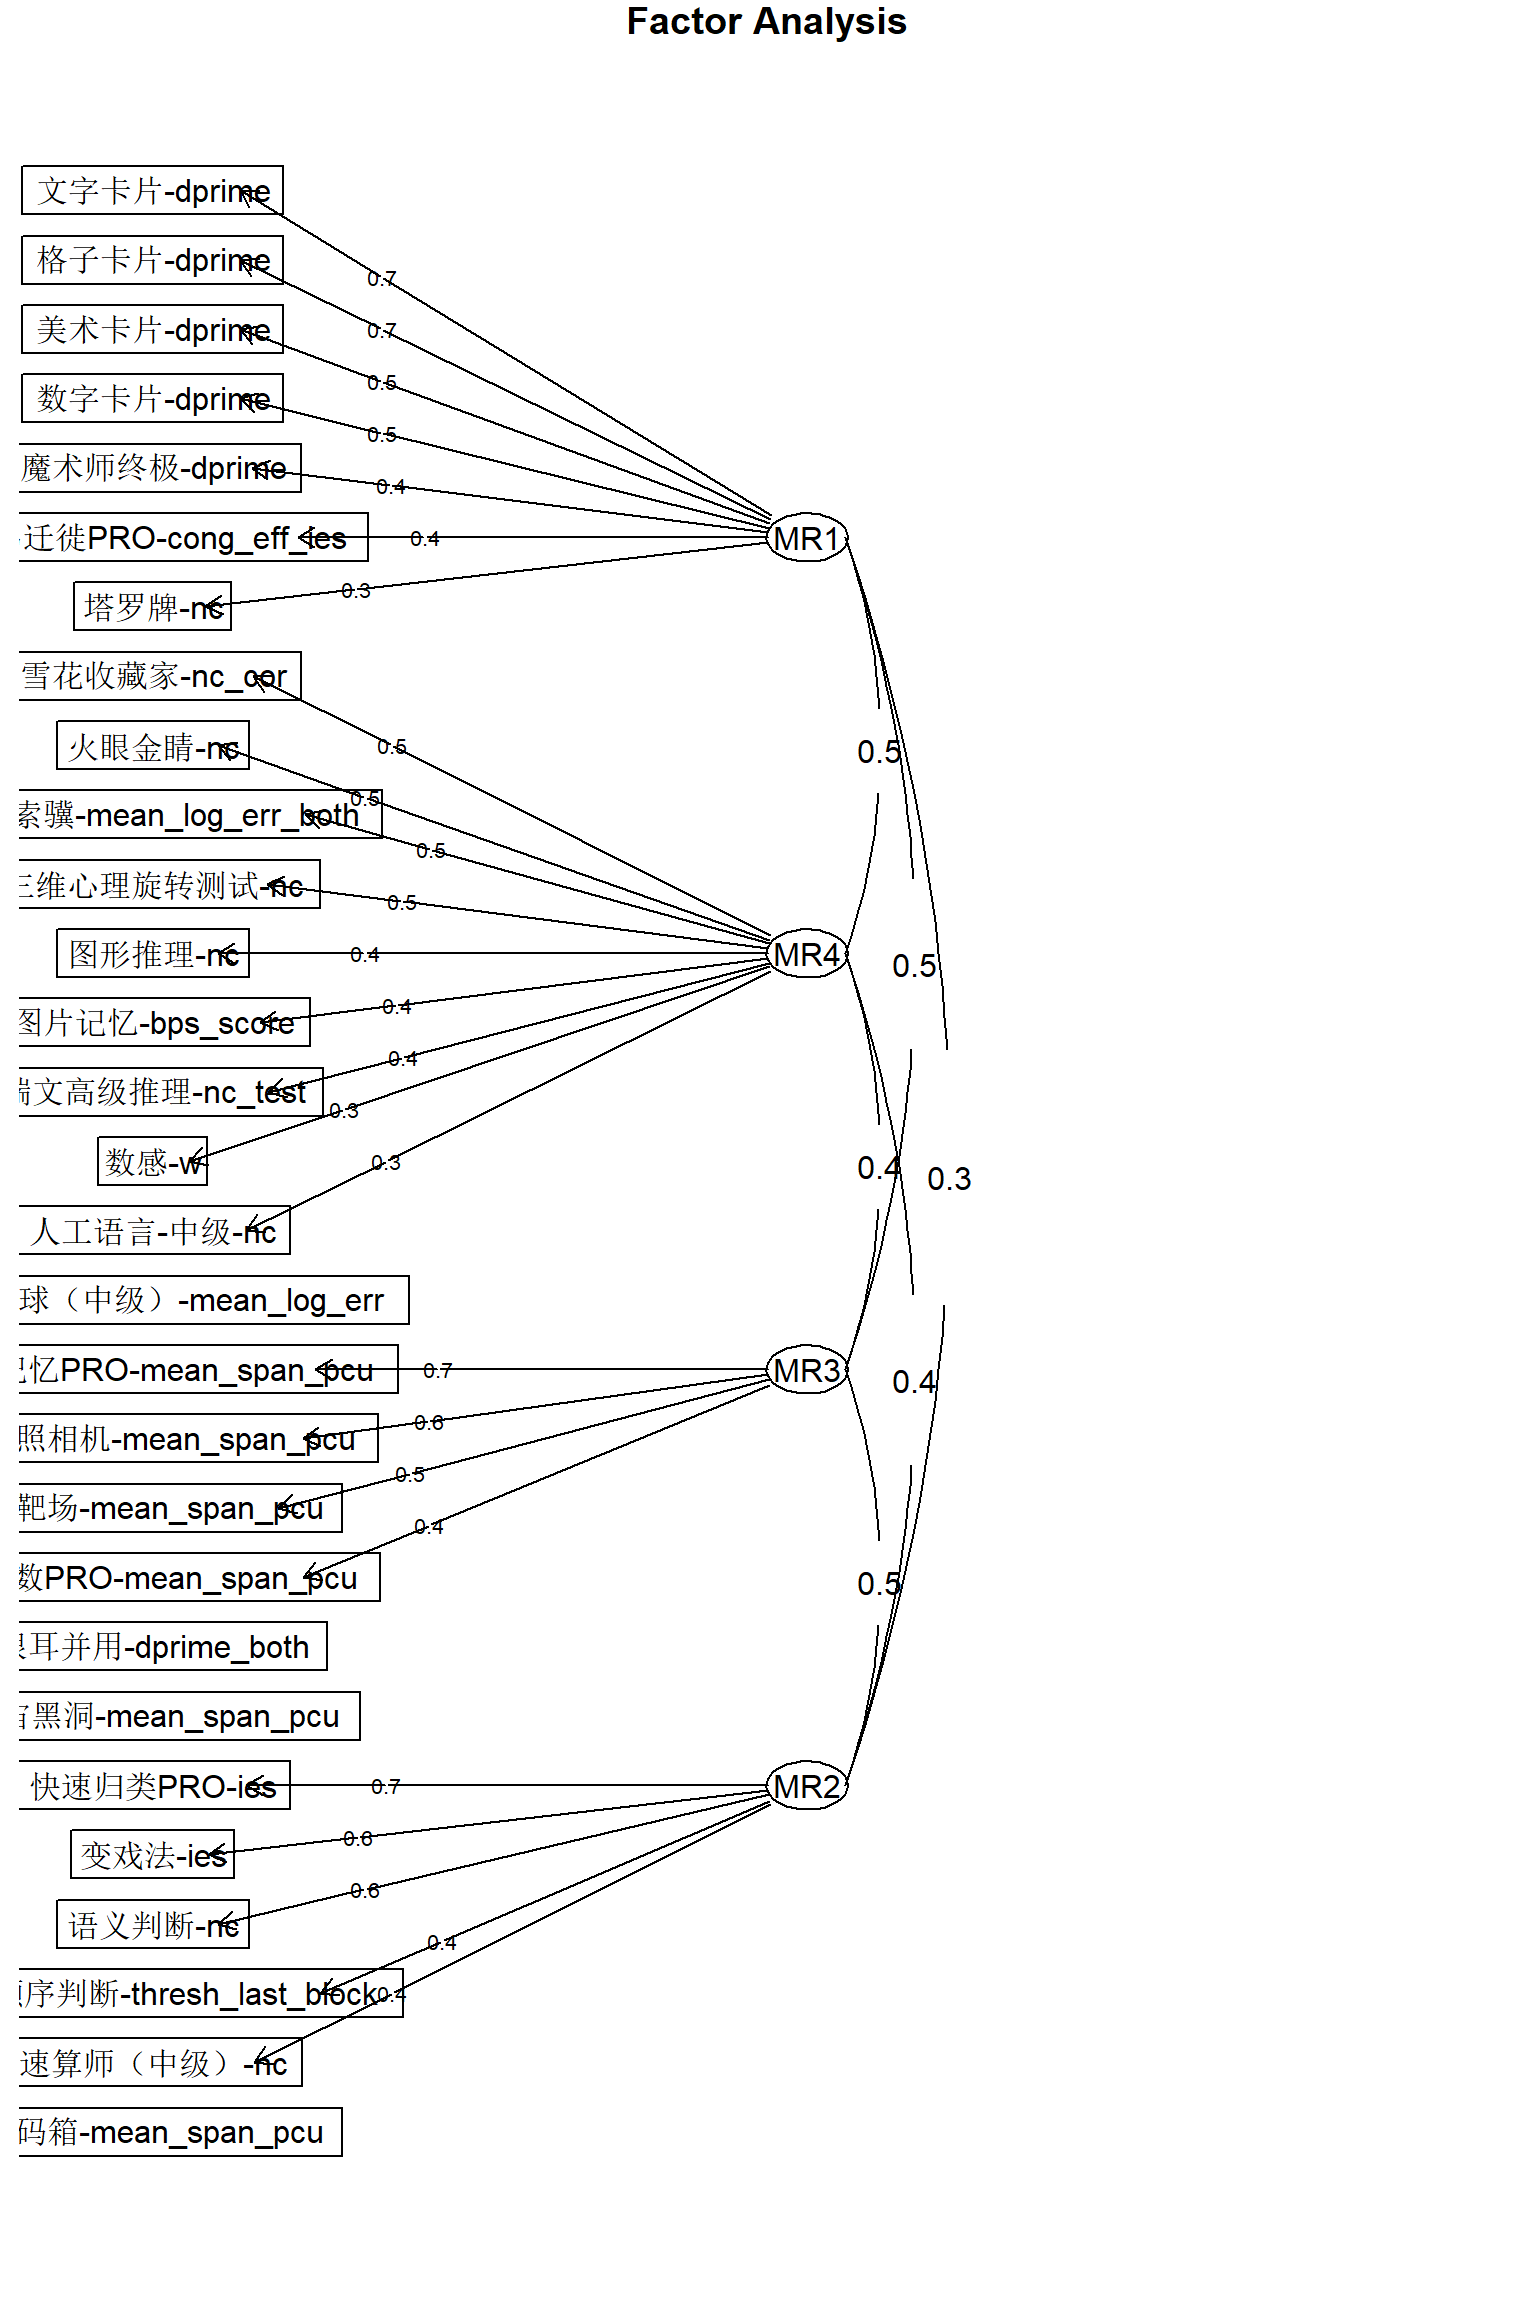 Factor Analysis
文字卡片-dprime
0.7
格子卡片-dprime
0.7
美术卡片-dprime
0.5
数字卡片-dprime
0.5
魔术师终极-dprime
0.4
迁徙PRO-cong_eff_ies
0.4
MR1
塔罗牌-nc
0.3
雪花收藏家-nc_cor
0.5
火眼金睛-nc
0.5
0.5
索骥-mean_log_err_both
0.5
三维心理旋转测试-nc
0.5
图形推理-nc
0.4
MR4
0.5
图片记忆-bps_score
0.4
瑞文高级推理-nc_test
0.4
0.3
数感-w
0.3
0.4
0.3
人工语言-中级-nc
球（中级）-mean_log_err
记忆PRO-mean_span_pcu
0.7
MR3
0.4
照相机-mean_span_pcu
0.6
靶场-mean_span_pcu
0.5
数PRO-mean_span_pcu
0.4
0.5
眼耳并用-dprime_both
宙黑洞-mean_span_pcu
快速归类PRO-ies
0.7
MR2
变戏法-ies
0.6
语义判断-nc
0.6
序判断-thresh_last_block
0.4
0.4
速算师（中级）-nc
码箱-mean_span_pcu